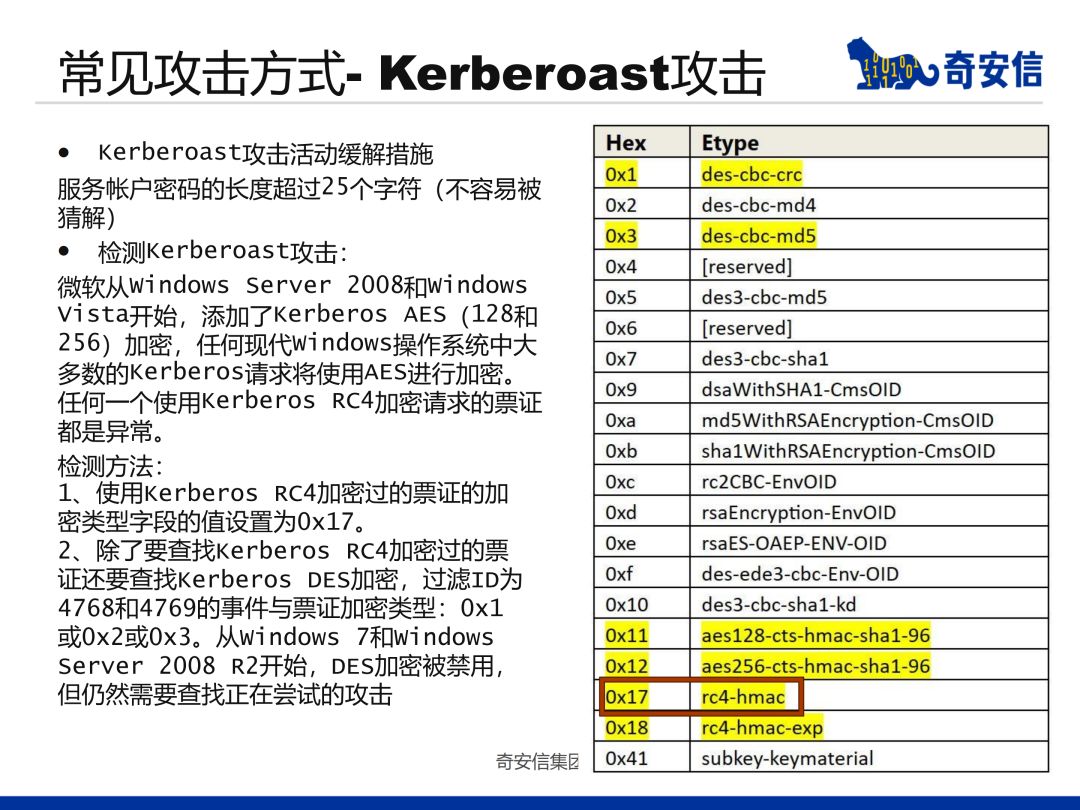 常见攻击方式- Kerberoast攻击
奇安信
• Kerberoast攻击活动缓解措施
服务帐户密码的长度超过25个字符（不容易被
猜解）
• 检测Kerberoast攻击：
微软从Windows Server 2008和Windows
Vista开始，添加了Kerberos AES（128和
256）加密，任何现代Windows操作系统中大
多数的Kerberos请求将使用AES进行加密。
任何一个使用Kerberos RC4加密请求的票证
都是异常。
检测方法：
1、使用Kerberos RC4加密过的票证的加
密类型字段的值设置为0x17。
2、除了要查找Kerberos RC4加密过的票
证还要查找Kerberos DES加密，过滤ID为
4768和4769的事件与票证加密类型：0x1
或0x2或0x3。从Windows 7和Windows
Server 2008 R2开始，DES加密被禁用，
但仍然需要查找正在尝试的攻击
Hex Etype
0x1 des-cbc-crc
0x2 des-cbc-md4
0x3 des-cbc-md5
0x4 [reserved]
0x5 des3-cbc-md5
0x6 [reserved]
0x7 des3-cbc-sha1
0x9 dsaWithSHA1-CmsOID
0xa md5WithRSAEncryption-CmsOID
0xb sha1WithRSAEncryption-CmsOID
0xc rc2CBC-EnvOID
0xd rsaEncryption-EnvOID
0xe rsaES-OAEP-ENV-OID
0xf des-ede3-cbc-Env-OID
0x10 des3-cbc-sha1-kd
0x11 aes128-cts-hmac-sha1-96
0x12 aes256-cts-hmac-sha1-96
0x17 rc4-hmac
0x18 rc4-hmac-exp
0x41 subkey-keymaterial
奇安信集团